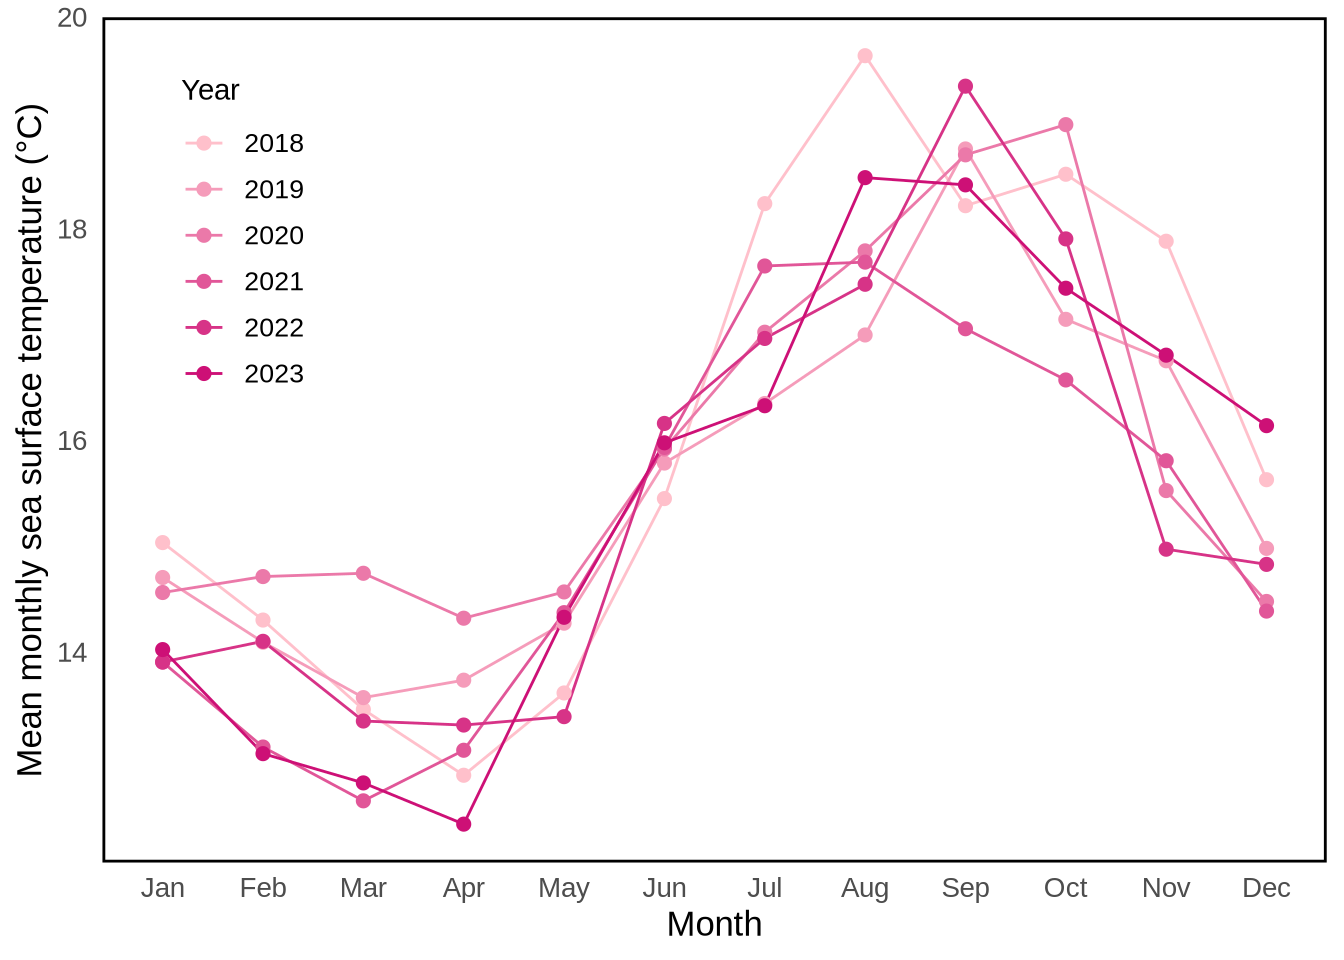 20
18
16
14
Mean monthly sea surface temperature (°C)
Year
2018
2019
2020
2021
2022
2023
Jan Feb Mar Apr May Jun Jul Aug Sep Oct Nov Dec
Month